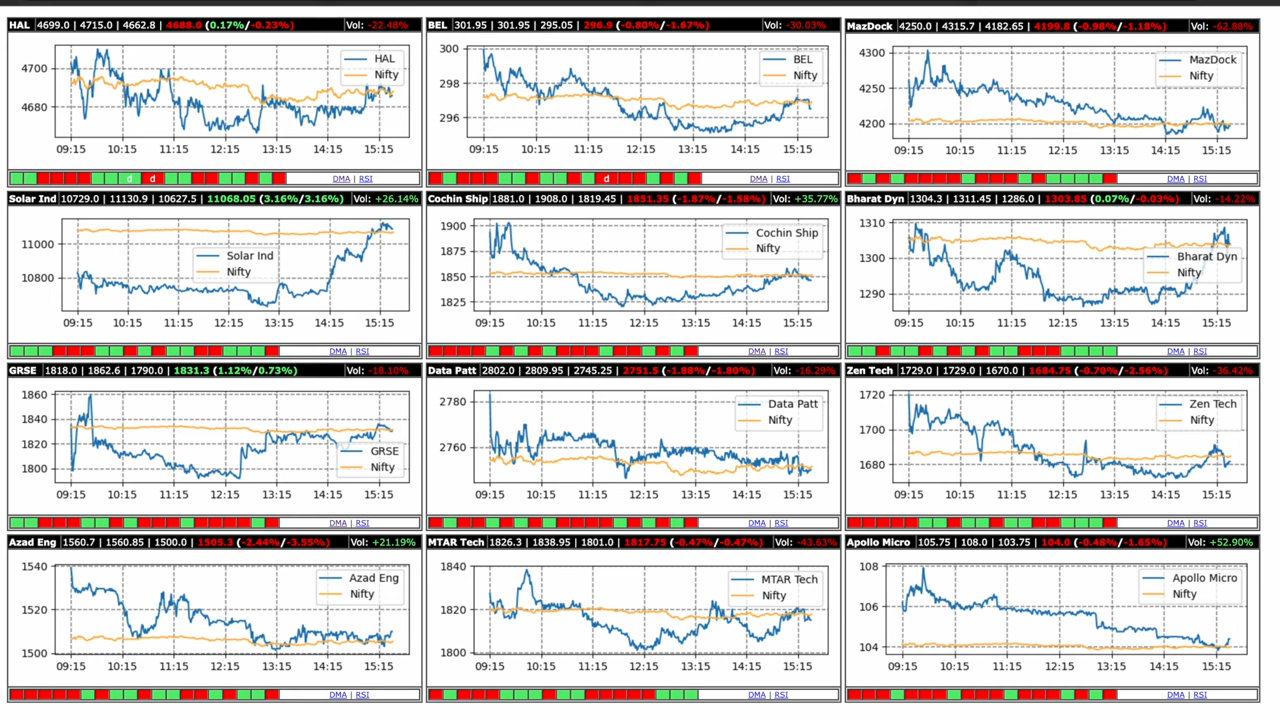 HAL 4699.0 | 4715.0 | 4662.8 | 4688.0 (0.17%/-0.23%) Vol: -22.48%
HAL
Nifty
4700
4680
09:15 10:15 11:15 12:15 13:15 14:15 15:15
d d DMA | RSI
BEL 301.95 | 301.95 | 295.05 | 296.9 (-0.80%/-1.67%) Vol: -30.03%
BEL
Nifty
300
298
296
09:15 10:15 11:15 12:15 13:15 14:15 15:15
d DMA | RSI
MazDock 4250.0 | 4315.7 | 4182.65 | 4199.8 (-0.98%/-1.18%) Vol: -62.88%
MazDock
Nifty
4300
4250
4200
09:15 10:15 11:15 12:15 13:15 14:15 15:15
DMA | RSI
Solar Ind 10729.0 | 11130.9 | 10627.5 | 11068.05 (3.16%/3.16%) Vol: +26.14%
11000
Solar Ind
Nifty
10800
09:15 10:15 11:15 12:15 13:15 14:15 15:15
DMA | RSI
Cochin Ship 1881.0 | 1908.0 | 1819.45 | 1851.35 (-1.87%/-1.58%) Vol: +35.77%
1900
Cochin Ship
Nifty
1875
1850
1825
09:15 10:15 11:15 12:15 13:15 14:15 15:15
DMA | RSI
Bharat Dyn 1304.3 | 1311.45 | 1286.0 | 1303.85 (0.07%/-0.03%) Vol: -14.22%
1310
1300
Bharat Dyn
Nifty
1290
09:15 10:15 11:15 12:15 13:15 14:15 15:15
DMA | RSI
GRSE 1818.0 | 1862.6 | 1790.0 | 1831.3 (1.12%/0.73%) Vol: -18.10%
1860
1840
1820
GRSE
Nifty
1800
09:15 10:15 11:15 12:15 13:15 14:15 15:15
DMA | RSI
Data Patt 2802.0 | 2809.95 | 2745.25 | 2751.5 (-1.88%/-1.80%) Vol: -16.29%
2780
Data Patt
Nifty
2760
09:15 10:15 11:15 12:15 13:15 14:15 15:15
DMA | RSI
Zen Tech 1729.0 | 1729.0 | 1670.0 | 1684.75 (-0.70%/-2.56%) Vol: -36.42%
1720
Zen Tech
Nifty
1700
1680
09:15 10:15 11:15 12:15 13:15 14:15 15:15
DMA | RSI
Azad Eng 1560.7 | 1560.85 | 1500.0 | 1505.3 (-2.44%/-3.55%) Vol: +21.19%
1540
Azad Eng
Nifty
1520
1500
09:15 10:15 11:15 12:15 13:15 14:15 15:15
DMA | RSI
MTAR Tech 1826.3 | 1838.95 | 1801.0 | 1817.75 (-0.47%/-0.47%) Vol: -43.63%
1840
MTAR Tech
Nifty
1820
1800
09:15 10:15 11:15 12:15 13:15 14:15 15:15
DMA | RSI
Apollo Micro 105.75 | 108.0 | 103.75 | 104.0 (-0.48%/-1.65%) Vol: +52.90%
108
Apollo Micro
Nifty
106
104
09:15 10:15 11:15 12:15 13:15 14:15 15:15
DMA | RSI